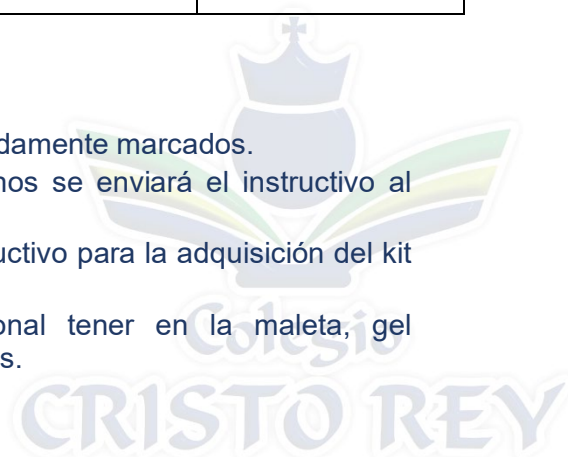 damente marcados.
nos se enviará el instructivo al
uctivo para la adquisición del kit
onal tener en la maleta, gel
s.
Colegio
CRISTO REY